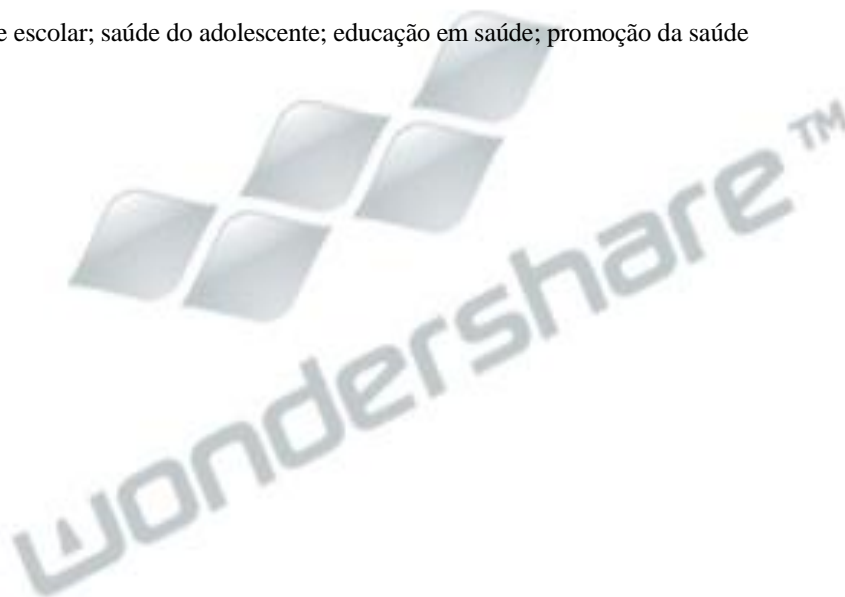 e escolar; saúde do adolescente; educação em saúde; promoção da saúde
wondershare™